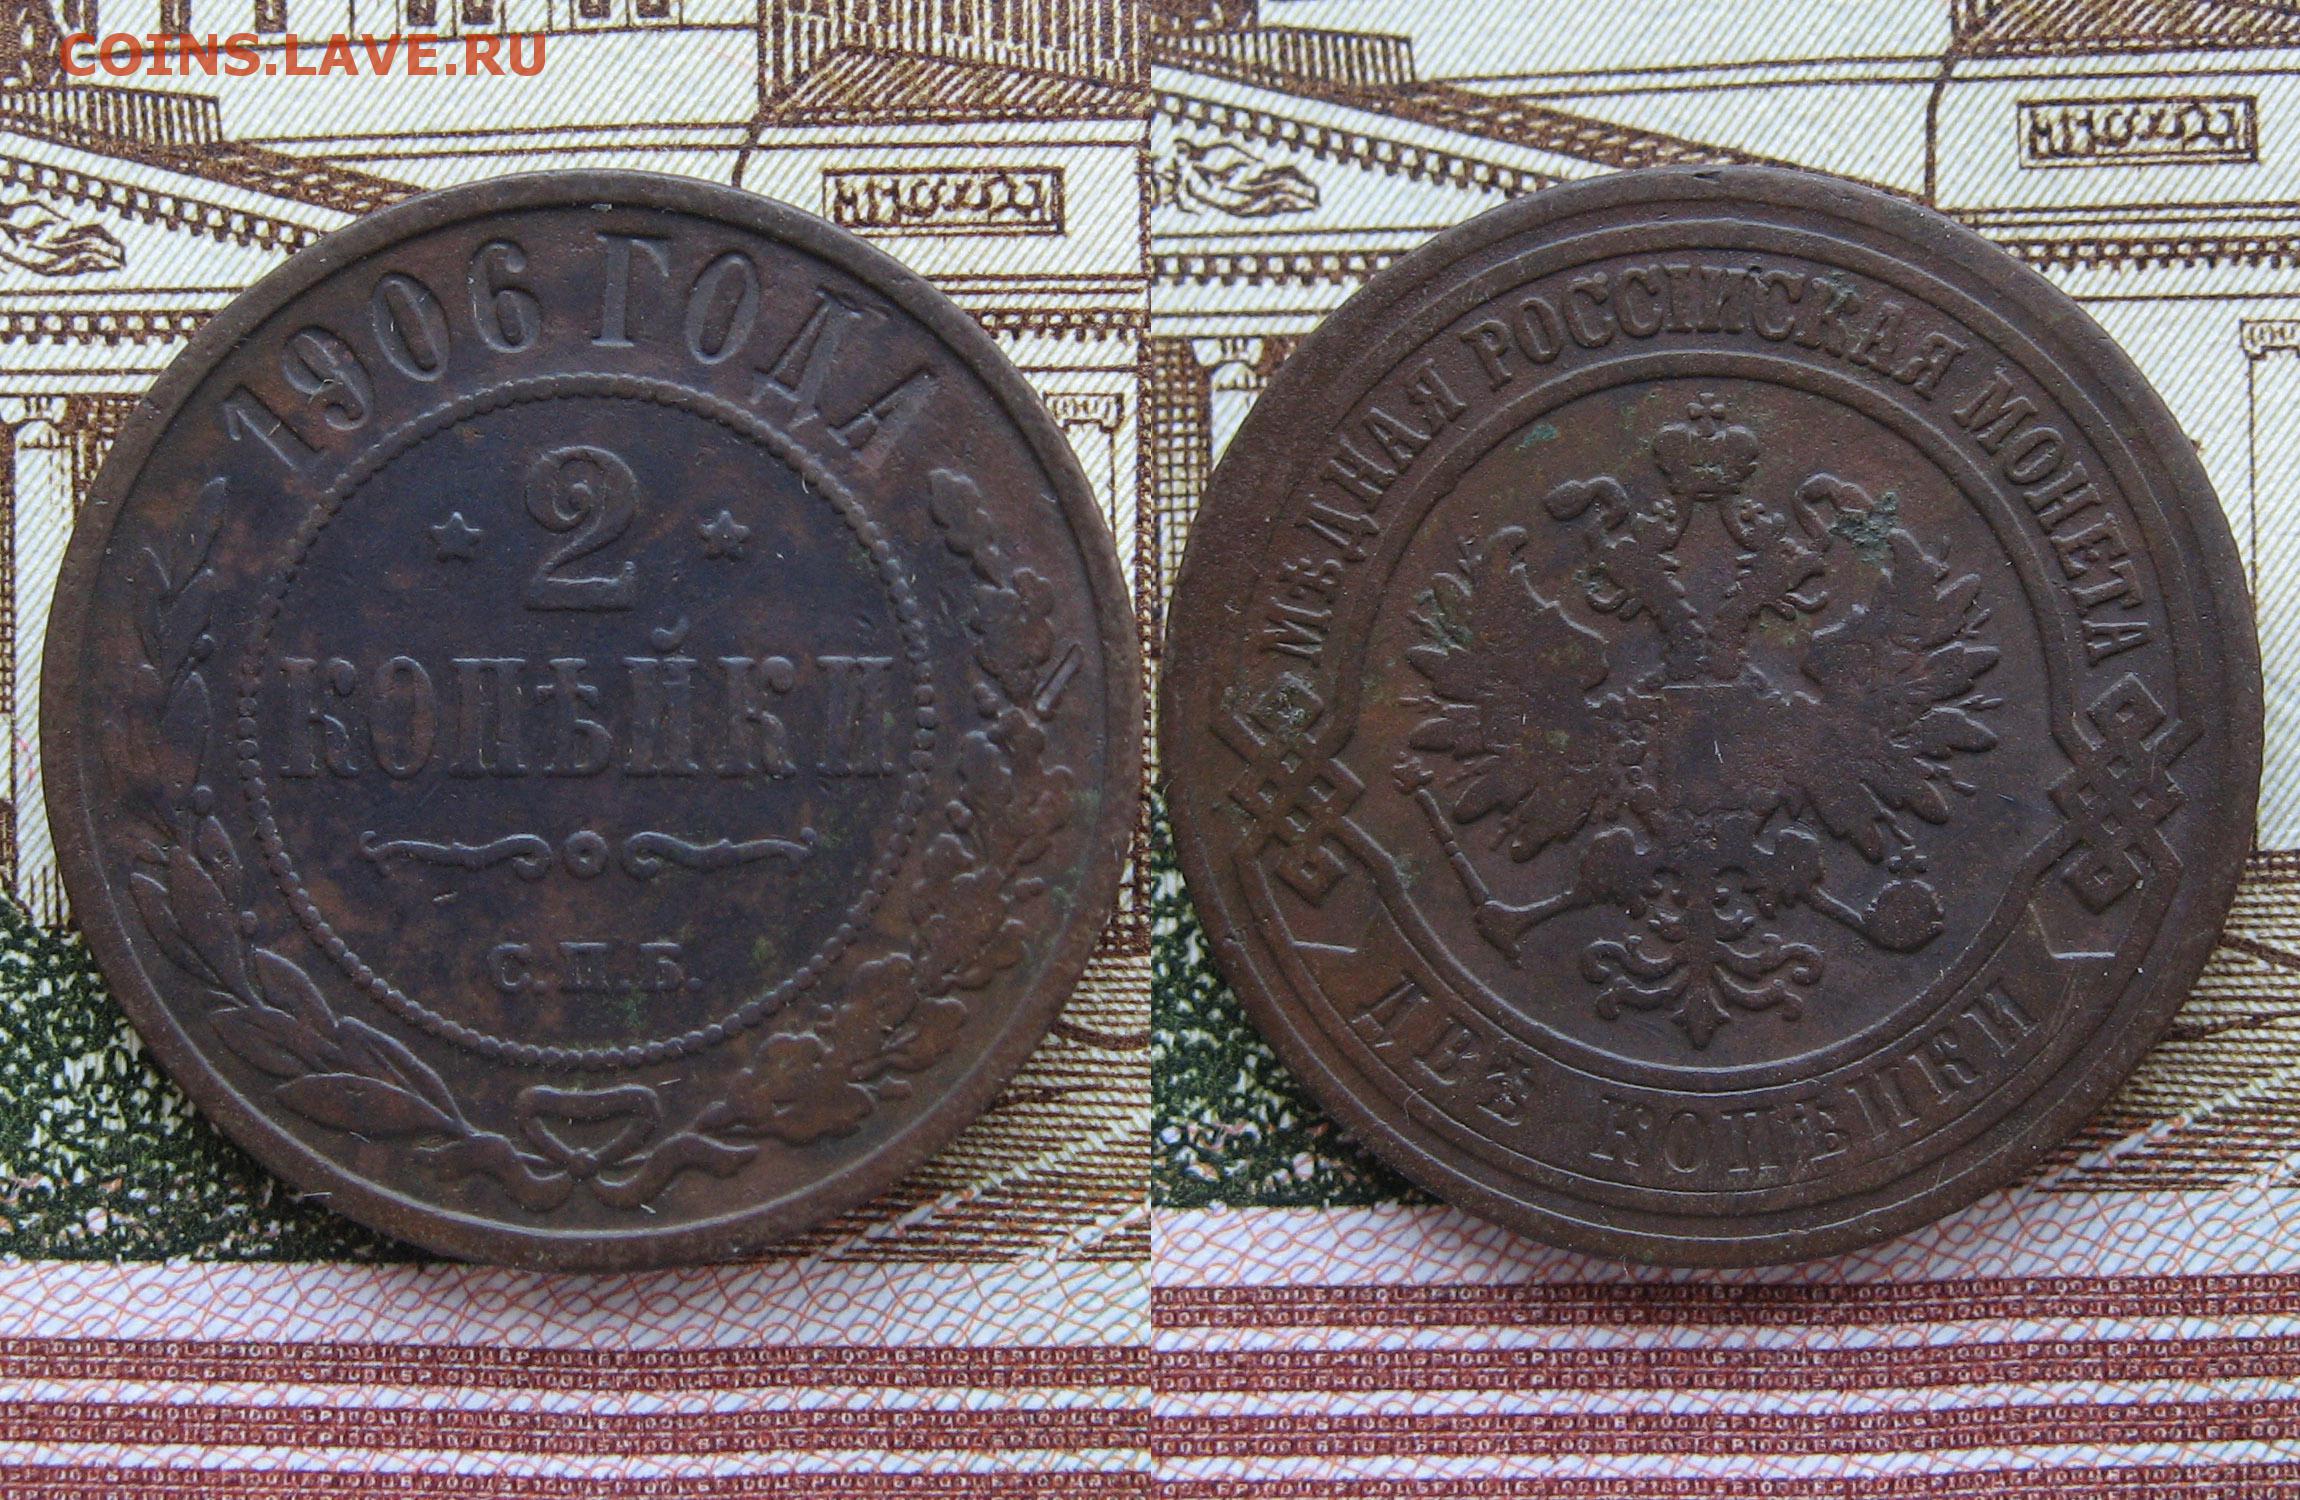 COINS.LAVE.RU
1906 ГОДА
2
КОПѢЙКИ
С.П.Б.
МѢДНАЯ РОССІЙСКАЯ МОНЕТА
ДВѢ КОПѢЙКИ